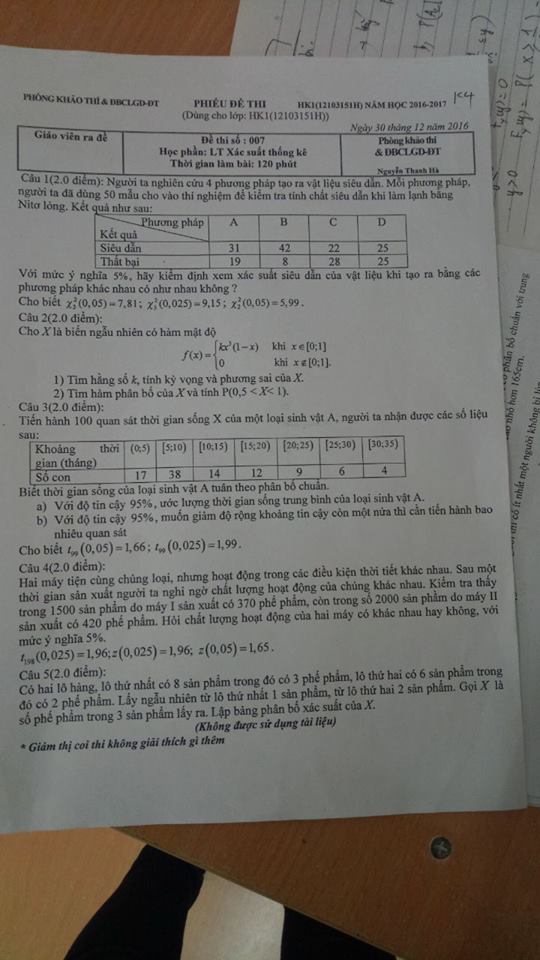 PHÒNG KHẢO THÍ & ĐBCLGD-ĐT PHIẾU ĐỀ THI HK1(12103151H) NĂM HỌC 2016-2017 K4
(Dùng cho lớp: HK1(12103151H))
Ngày 30 tháng 12 năm 2016
Giáo viên ra đề
Đề thi số : 007
Học phần: LT Xác suất thống kê
Thời gian làm bài: 120 phút
Phòng khảo thí
& ĐBCLGD-ĐT
Nguyễn Thanh Hà
Câu 1(2.0 điểm): Người ta nghiên cứu 4 phương pháp tạo ra vật liệu siêu dẫn. Mỗi phương pháp,
người ta đã dùng 50 mẫu cho vào thí nghiệm để kiểm tra tính chất siêu dẫn khi làm lạnh bằng
Nitơ lỏng. Kết quả như sau:
Phương pháp A B C D
Kết quả
Siêu dẫn 31 42 22 25
Thất bại 19 8 28 25
Với mức ý nghĩa 5%, hãy kiểm định xem xác suất siêu dẫn của vật liệu khi tạo ra bằng các
phương pháp khác nhau có như nhau không ?
Cho biết χ₃²(0,05) = 7,81; χ₃²(0,025) = 9,15; χ₂²(0,05) = 5,99.
Câu 2(2.0 điểm):
Cho X là biến ngẫu nhiên có hàm mật độ
f(x) = { kx³(1−x) khi x∈[0;1]
0 khi x∉[0;1].
1) Tìm hằng số k, tính kỳ vọng và phương sai của X.
2) Tìm hàm phân bố của X và tính P(0,5 < X< 1).
Câu 3(2.0 điểm):
Tiến hành 100 quan sát thời gian sống X của một loại sinh vật A, người ta nhận được các số liệu
sau:
Khoảng thời gian (tháng) (0;5) [5;10) [10;15) [15;20) [20;25) [25;30) [30;35)
Số con 17 38 14 12 9 6 4
Biết thời gian sống của loại sinh vật A tuân theo phân bố chuẩn.
a) Với độ tin cậy 95%, ước lượng thời gian sống trung bình của loại sinh vật A.
b) Với độ tin cậy 95%, muốn giảm độ rộng khoảng tin cậy còn một nửa thì cần tiến hành bao
nhiêu quan sát
Cho biết t₉₉(0,05) = 1,66; t₉₉(0,025) = 1,99.
Câu 4(2.0 điểm):
Hai máy tiện cùng chủng loại, nhưng hoạt động trong các điều kiện thời tiết khác nhau. Sau một
thời gian sản xuất người ta nghi ngờ chất lượng hoạt động của chúng khác nhau. Kiểm tra thấy
trong 1500 sản phẩm do máy I sản xuất có 370 phế phẩm, còn trong số 2000 sản phẩm do máy II
sản xuất có 420 phế phẩm. Hỏi chất lượng hoạt động của hai máy có khác nhau hay không, với
mức ý nghĩa 5%.
t₁₉₈(0,025) = 1,96; z(0,025) = 1,96; z(0,05) = 1,65.
Câu 5(2.0 điểm):
Có hai lô hàng, lô thứ nhất có 8 sản phẩm trong đó có 3 phế phẩm, lô thứ hai có 6 sản phẩm trong
đó có 2 phế phẩm. Lấy ngẫu nhiên từ lô thứ nhất 1 sản phẩm, từ lô thứ hai 2 sản phẩm. Gọi X là
số phế phẩm trong 3 sản phẩm lấy ra. Lập bảng phân bố xác suất của X.
(Không được sử dụng tài liệu)
* Giám thị coi thi không giải thích gì thêm